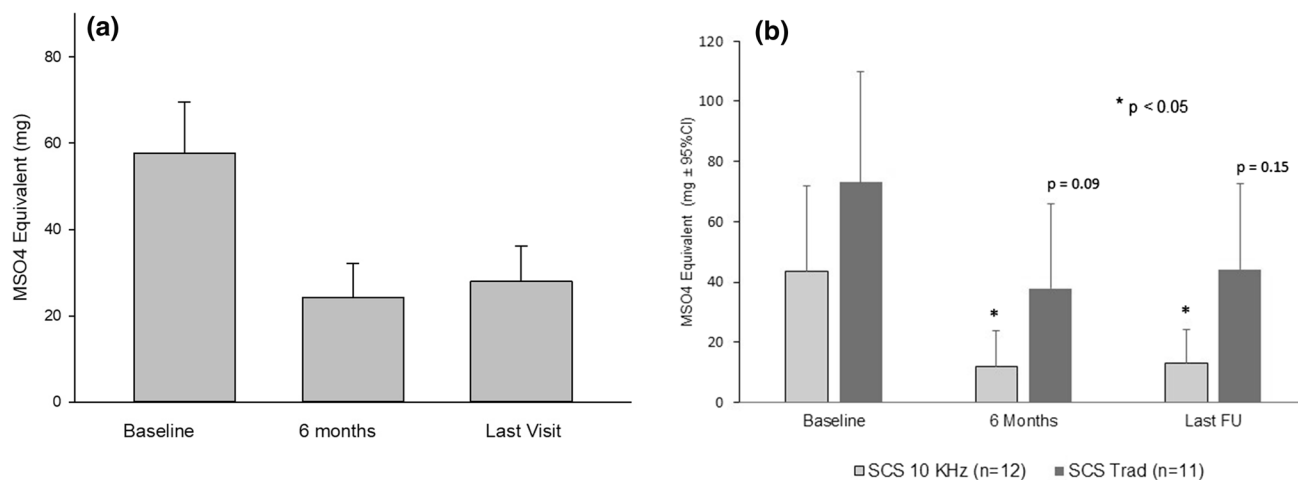 (a)
80
60
40
20
0
MSO4 Equivalent (mg)
Baseline 6 months Last Visit
(b)
120
100
80
60
40
20
0
MSO4 Equivalent (mg ± 95%CI)
* p < 0.05
p = 0.09
p = 0.15
*
*
Baseline 6 Months Last FU
SCS 10 KHz (n=12) SCS Trad (n=11)